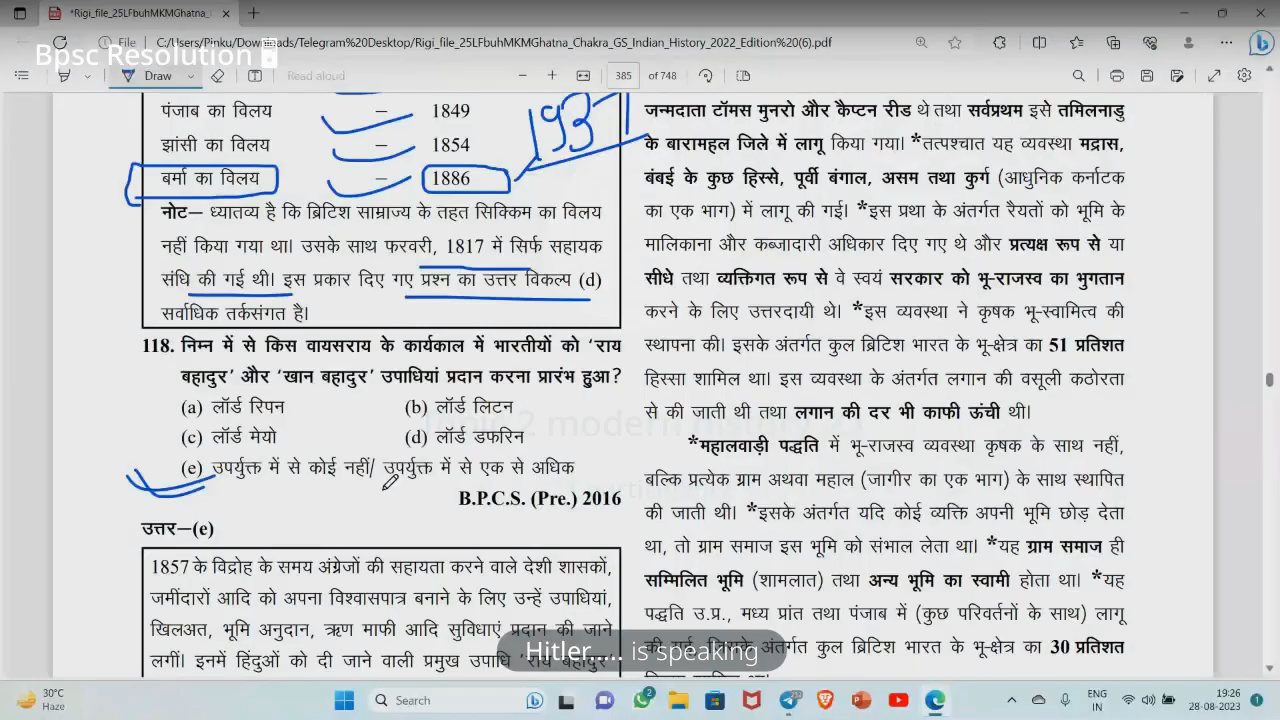 *Rigi_file_25LFbuhMKMGhatna_
File
C:/Users/Pinku/Downloads/Telegram%20Desktop/Rigi_file_25LFbuhMKMGhatna_Chakra_GS_Indian_History_2022_Edition%20(6).pdf
Bpsc Resolution
Draw
Read aloud
385 of 748
पंजाब का विलय – 1849
झांसी का विलय – 1854
बर्मा का विलय – 1886
1937
नोट– ध्यातव्य है कि ब्रिटिश साम्राज्य के तहत सिक्किम का विलय
नहीं किया गया था। उसके साथ फरवरी, 1817 में सिर्फ सहायक
संधि की गई थी। इस प्रकार दिए गए प्रश्न का उत्तर विकल्प (d)
सर्वाधिक तर्कसंगत है।
118. निम्न में से किस वायसराय के कार्यकाल में भारतीयों को 'राय
बहादुर' और 'खान बहादुर' उपाधियां प्रदान करना प्रारंभ हुआ?
(a) लॉर्ड रिपन (b) लॉर्ड लिटन
(c) लॉर्ड मेयो (d) लॉर्ड डफरिन
(e) उपर्युक्त में से कोई नहीं/ उपर्युक्त में से एक से अधिक
B.P.C.S. (Pre.) 2016
उत्तर–(e)
1857 के विद्रोह के समय अंग्रेजों की सहायता करने वाले देशी शासकों,
जमींदारों आदि को अपना विश्वासपात्र बनाने के लिए उन्हें उपाधियां,
खिलअत, भूमि अनुदान, ऋण माफी आदि सुविधाएं प्रदान की जाने
लगीं। इनमें हिंदुओं को दी जाने वाली प्रमुख उपाधि 'राय बहादुर'
जन्मदाता टॉमस मुनरो और कैप्टन रीड थे तथा सर्वप्रथम इसे तमिलनाडु
के बारामहल जिले में लागू किया गया। *तत्पश्चात यह व्यवस्था मद्रास,
बंबई के कुछ हिस्से, पूर्वी बंगाल, असम तथा कुर्ग (आधुनिक कर्नाटक
का एक भाग) में लागू की गई। *इस प्रथा के अंतर्गत रैयतों को भूमि के
मालिकाना और कब्जादारी अधिकार दिए गए थे और प्रत्यक्ष रूप से या
सीधे तथा व्यक्तिगत रूप से वे स्वयं सरकार को भू-राजस्व का भुगतान
करने के लिए उत्तरदायी थे। *इस व्यवस्था ने कृषक भू-स्वामित्व की
स्थापना की। इसके अंतर्गत कुल ब्रिटिश भारत के भू-क्षेत्र का 51 प्रतिशत
हिस्सा शामिल था। इस व्यवस्था के अंतर्गत लगान की वसूली कठोरता
से की जाती थी तथा लगान की दर भी काफी ऊंची थी।
*महालवाड़ी पद्धति में भू-राजस्व व्यवस्था कृषक के साथ नहीं,
बल्कि प्रत्येक ग्राम अथवा महाल (जागीर का एक भाग) के साथ स्थापित
की जाती थी। *इसके अंतर्गत यदि कोई व्यक्ति अपनी भूमि छोड़ देता
था, तो ग्राम समाज इस भूमि को संभाल लेता था। *यह ग्राम समाज ही
सम्मिलित भूमि (शामलात) तथा अन्य भूमि का स्वामी होता था। *यह
पद्धति उ.प्र., मध्य प्रांत तथा पंजाब में (कुछ परिवर्तनों के साथ) लागू
की गई, जिसके अंतर्गत कुल ब्रिटिश भारत के भू-क्षेत्र का 30 प्रतिशत
Hitler..... is speaking
30°C
Haze
Search
2
ENG
IN
19:26
28-08-2023